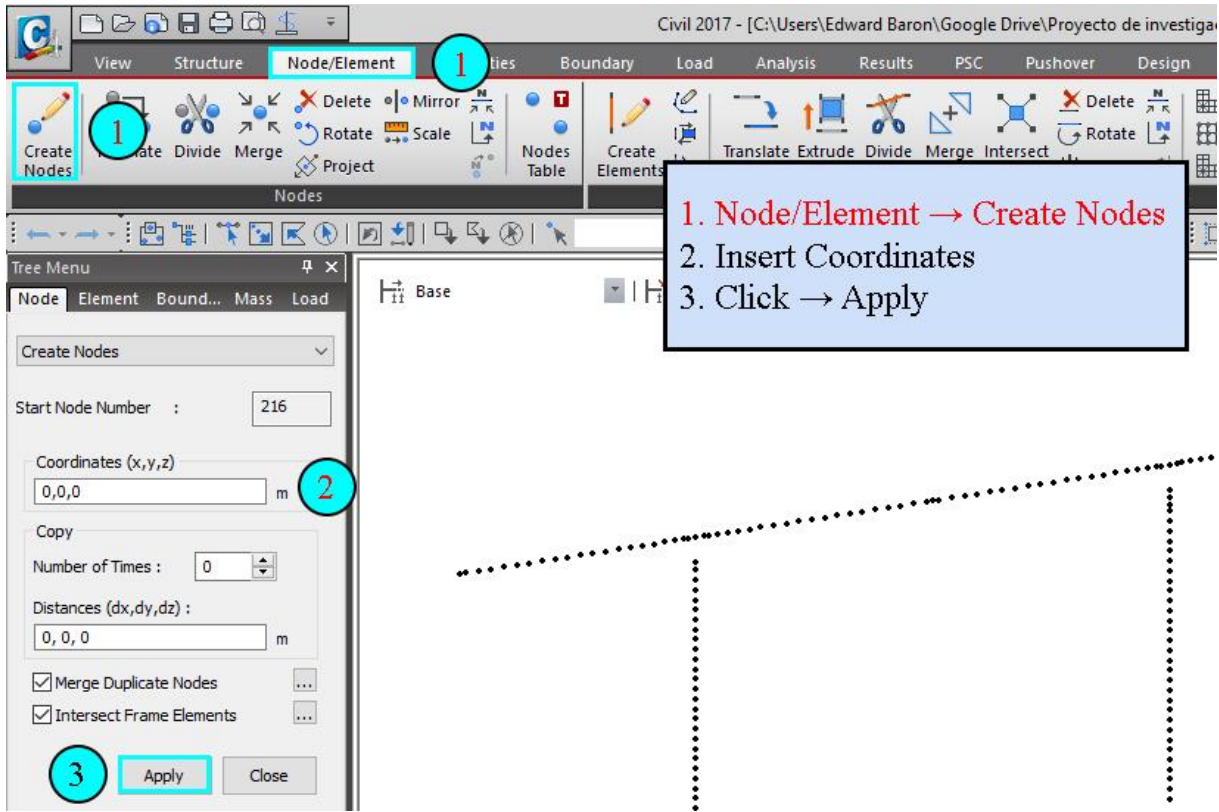 Civil 2017 - [C:\Users\Edward Baron\Google Drive\Proyecto de investigac
View Structure Node/Element 1 ties Boundary Load Analysis Results PSC Pushover Design
1
Delete Mirror
Delete
Rotate Scale
Rotate
Create Nodes
Divide Merge
Project
Nodes Table
Create Elements
Translate Extrude Divide Merge Intersect
Nodes
1. Node/Element → Create Nodes
2. Insert Coordinates
3. Click → Apply
Tree Menu
Node Element Bound... Mass Load
Base
Create Nodes
Start Node Number : 216
Coordinates (x,y,z)
0,0,0 m 2
Copy
Number of Times : 0
Distances (dx,dy,dz) :
0, 0, 0 m
Merge Duplicate Nodes ...
Intersect Frame Elements ...
3 Apply Close